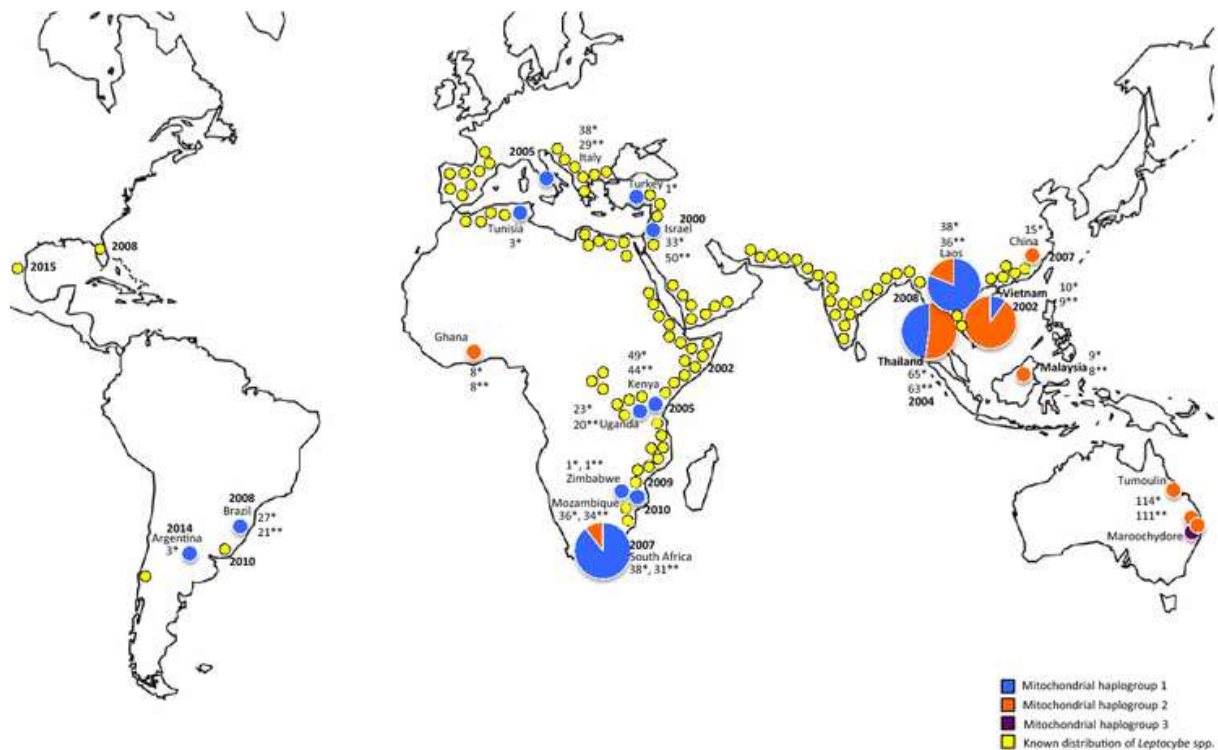 2008
2015
2008
Brazil
27*
21**
2014
Argentina
3*
2010
2005
38*
29**
Italy
Turkey
1*
Tunisia
3*
2000
Israel
33*
50**
Ghana
8*
8**
49*
44**
Kenya
2002
2005
23*
20**
Uganda
1*, 1**
Zimbabwe
2009
Mozambique
36*, 34**
2010
2007
South Africa
38*, 31**
38*
36**
Laos
2008
15*
China
2007
10*
9**
Vietnam
2002
Thailand
65*
63**
2004
9*
8**
Malaysia
Tumoulin
114*
111**
Maroochydore
Mitochondrial haplogroup 1
Mitochondrial haplogroup 2
Mitochondrial haplogroup 3
Known distribution of Leptocybe spp.